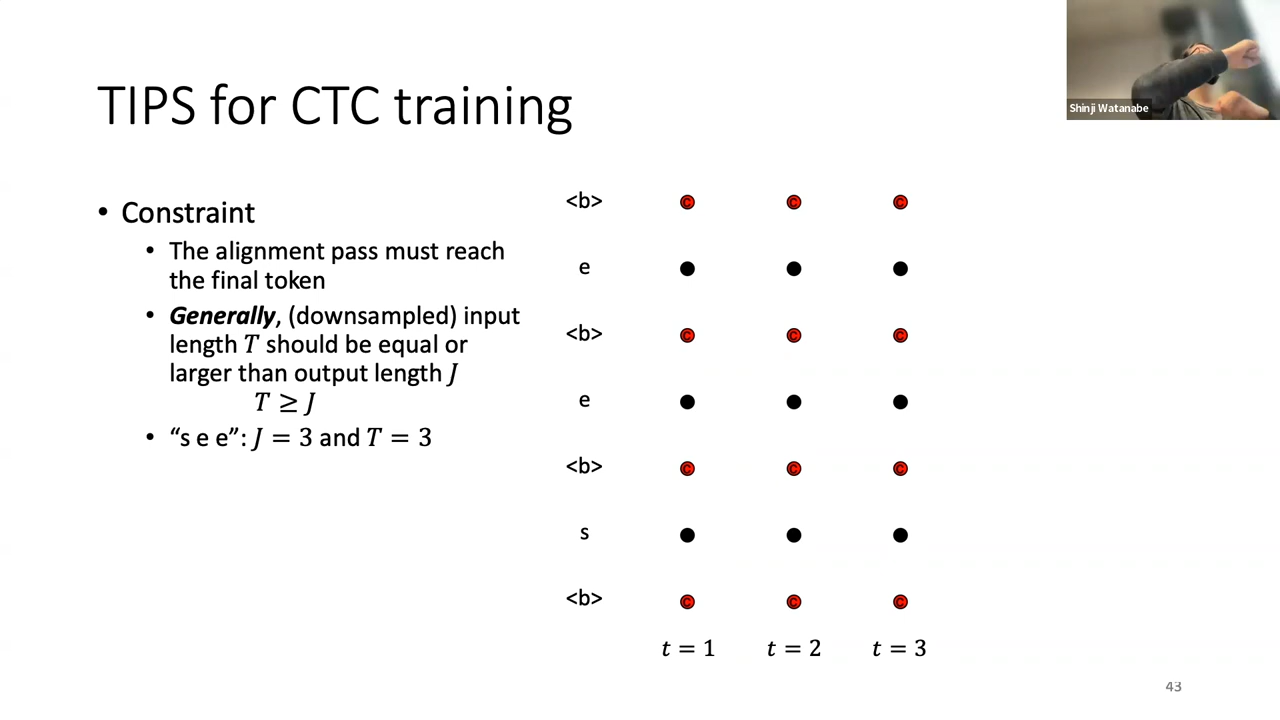 Shinji Watanabe
TIPS for CTC training
• Constraint
• The alignment pass must reach
the final token
• Generally, (downsampled) input
length T should be equal or
larger than output length J
T ≥ J
• “s e e”: J = 3 and T = 3
<b> © © ©
e
<b> © © ©
e
<b> © © ©
s
<b> © © ©
t = 1 t = 2 t = 3
43